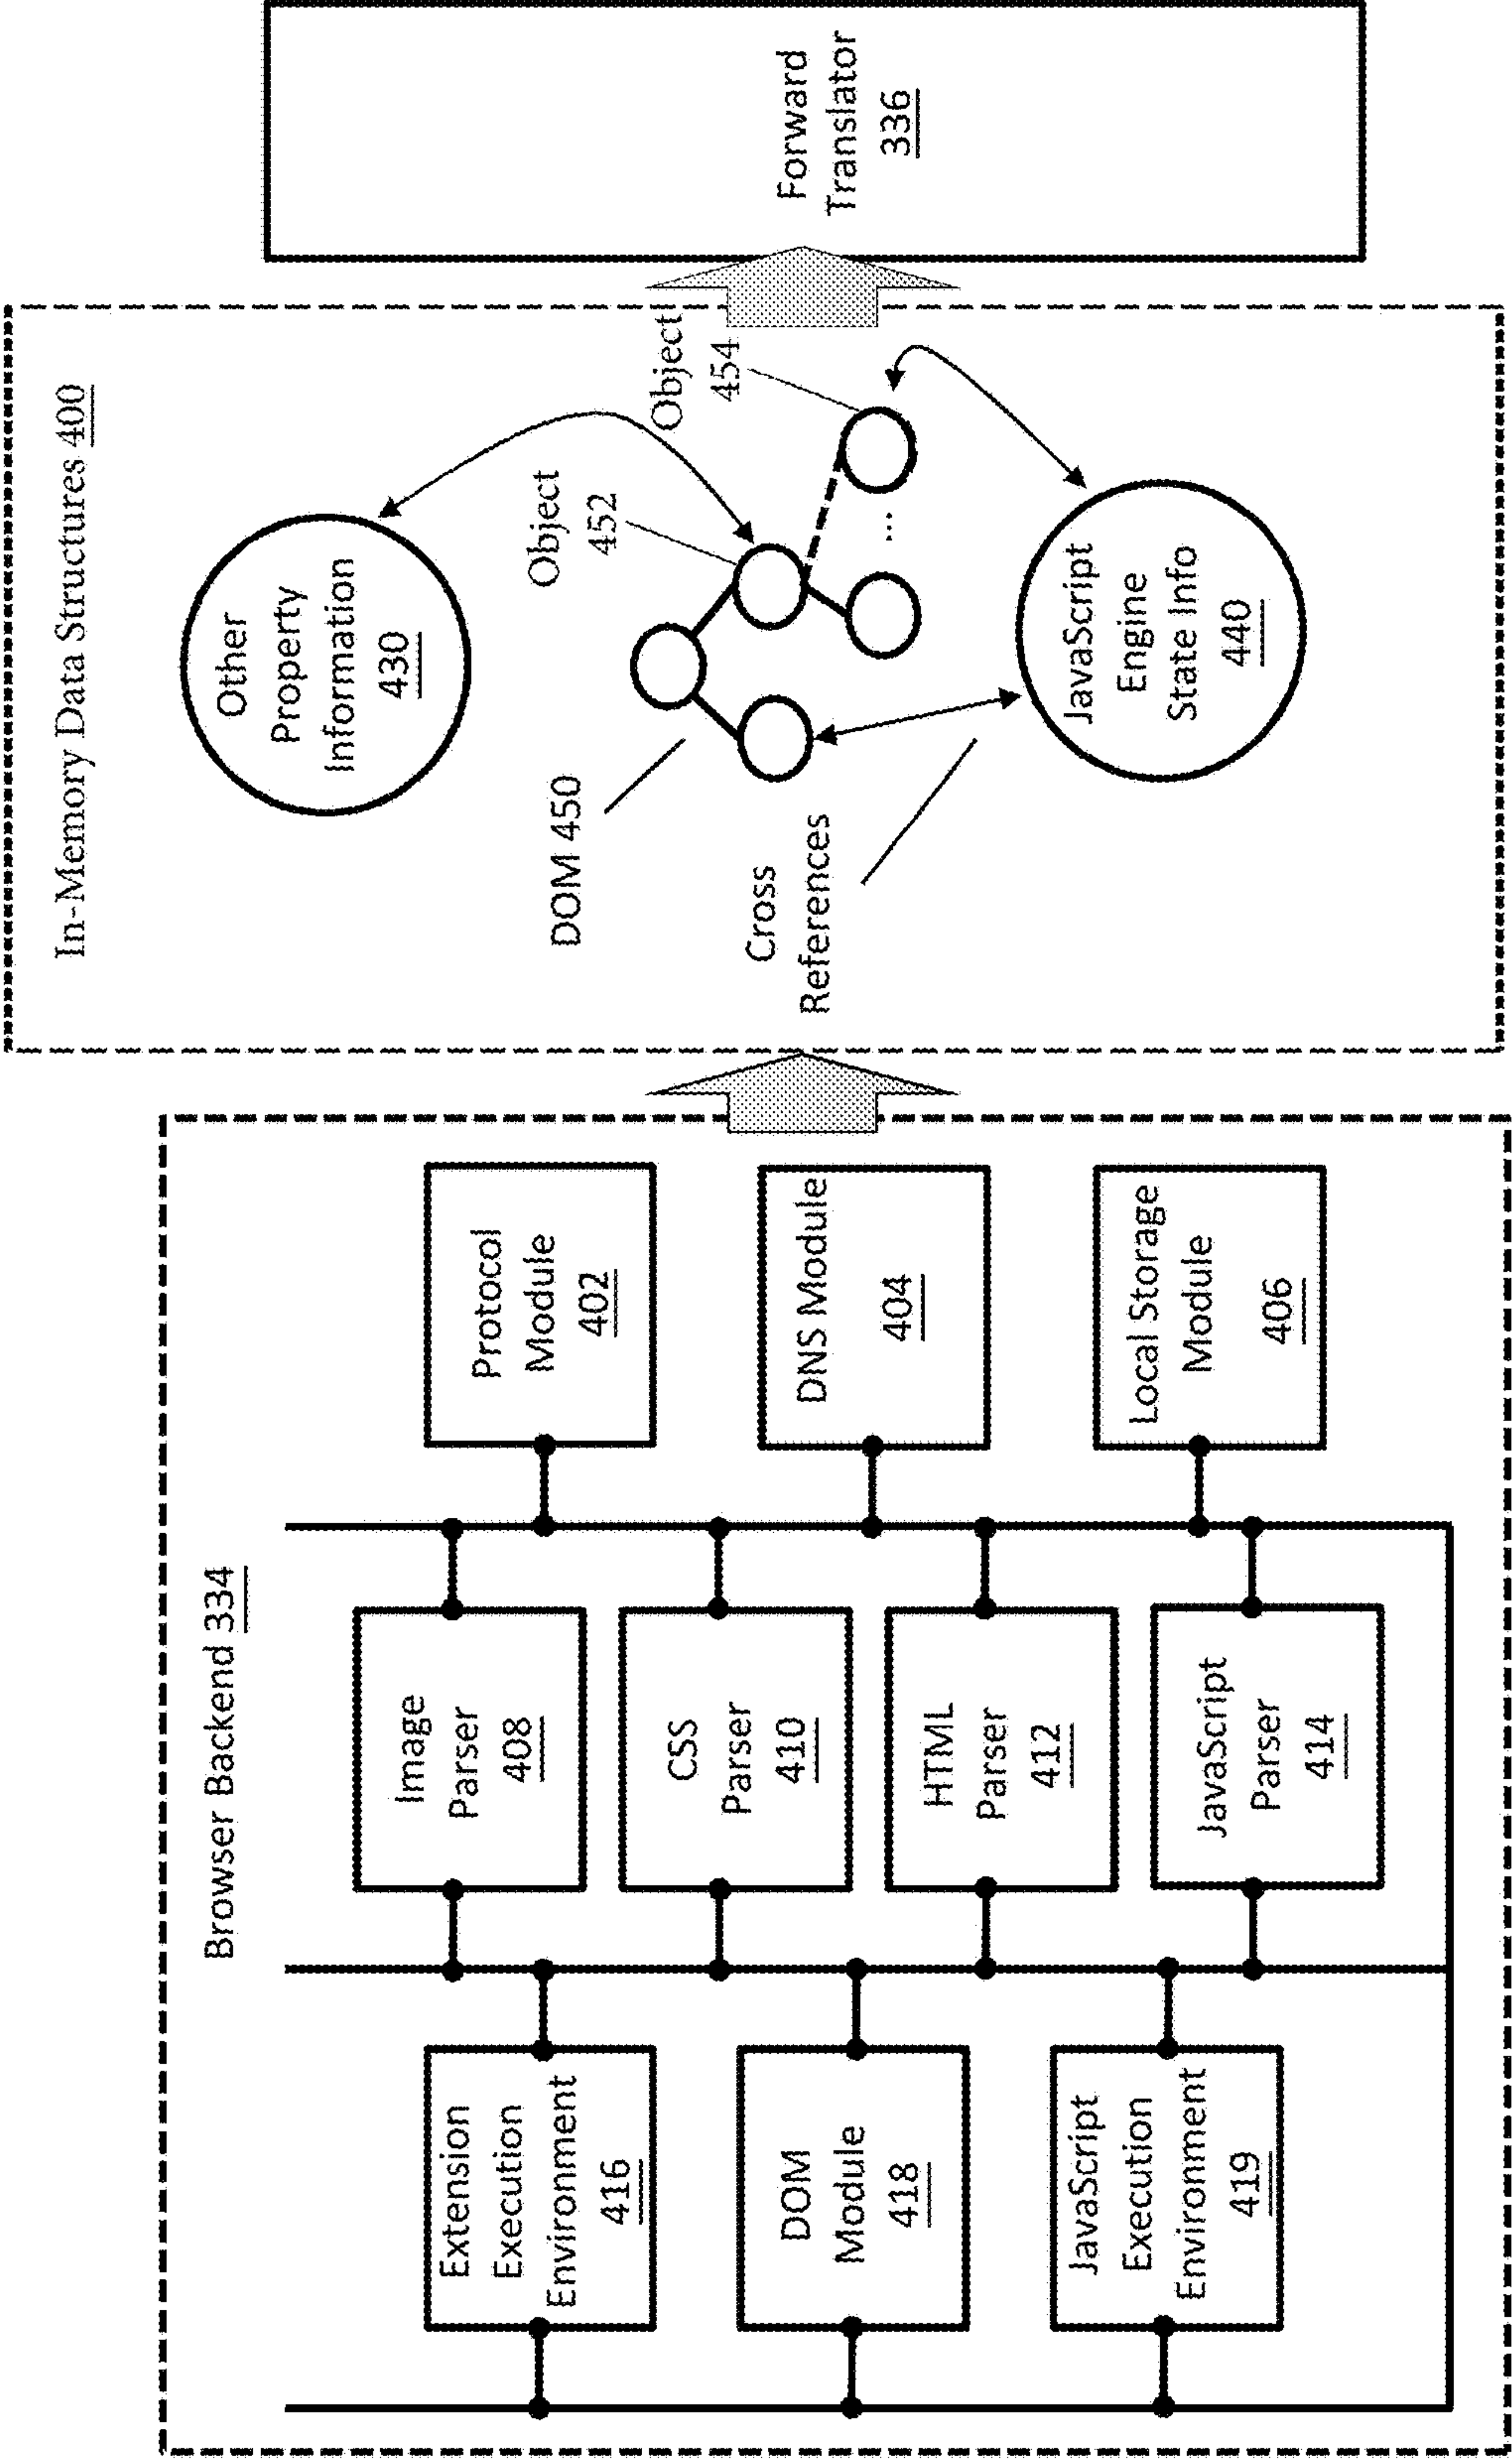 Browser Backend 334
Extension
Execution
Environment
416
DOM
Module
418
JavaScript
Execution
Environment
419
Image
Parser
408
CSS
Parser
410
HTML
Parser
412
JavaScript
Parser
414
Protocol
Module
402
DNS Module
404
Local Storage
Module
406
In-Memory Data Structures 400
Other
Property
Information
430
DOM 450
Object
452
Object
454
...
Cross
References
JavaScript
Engine
State Info
440
Forward
Translator
336